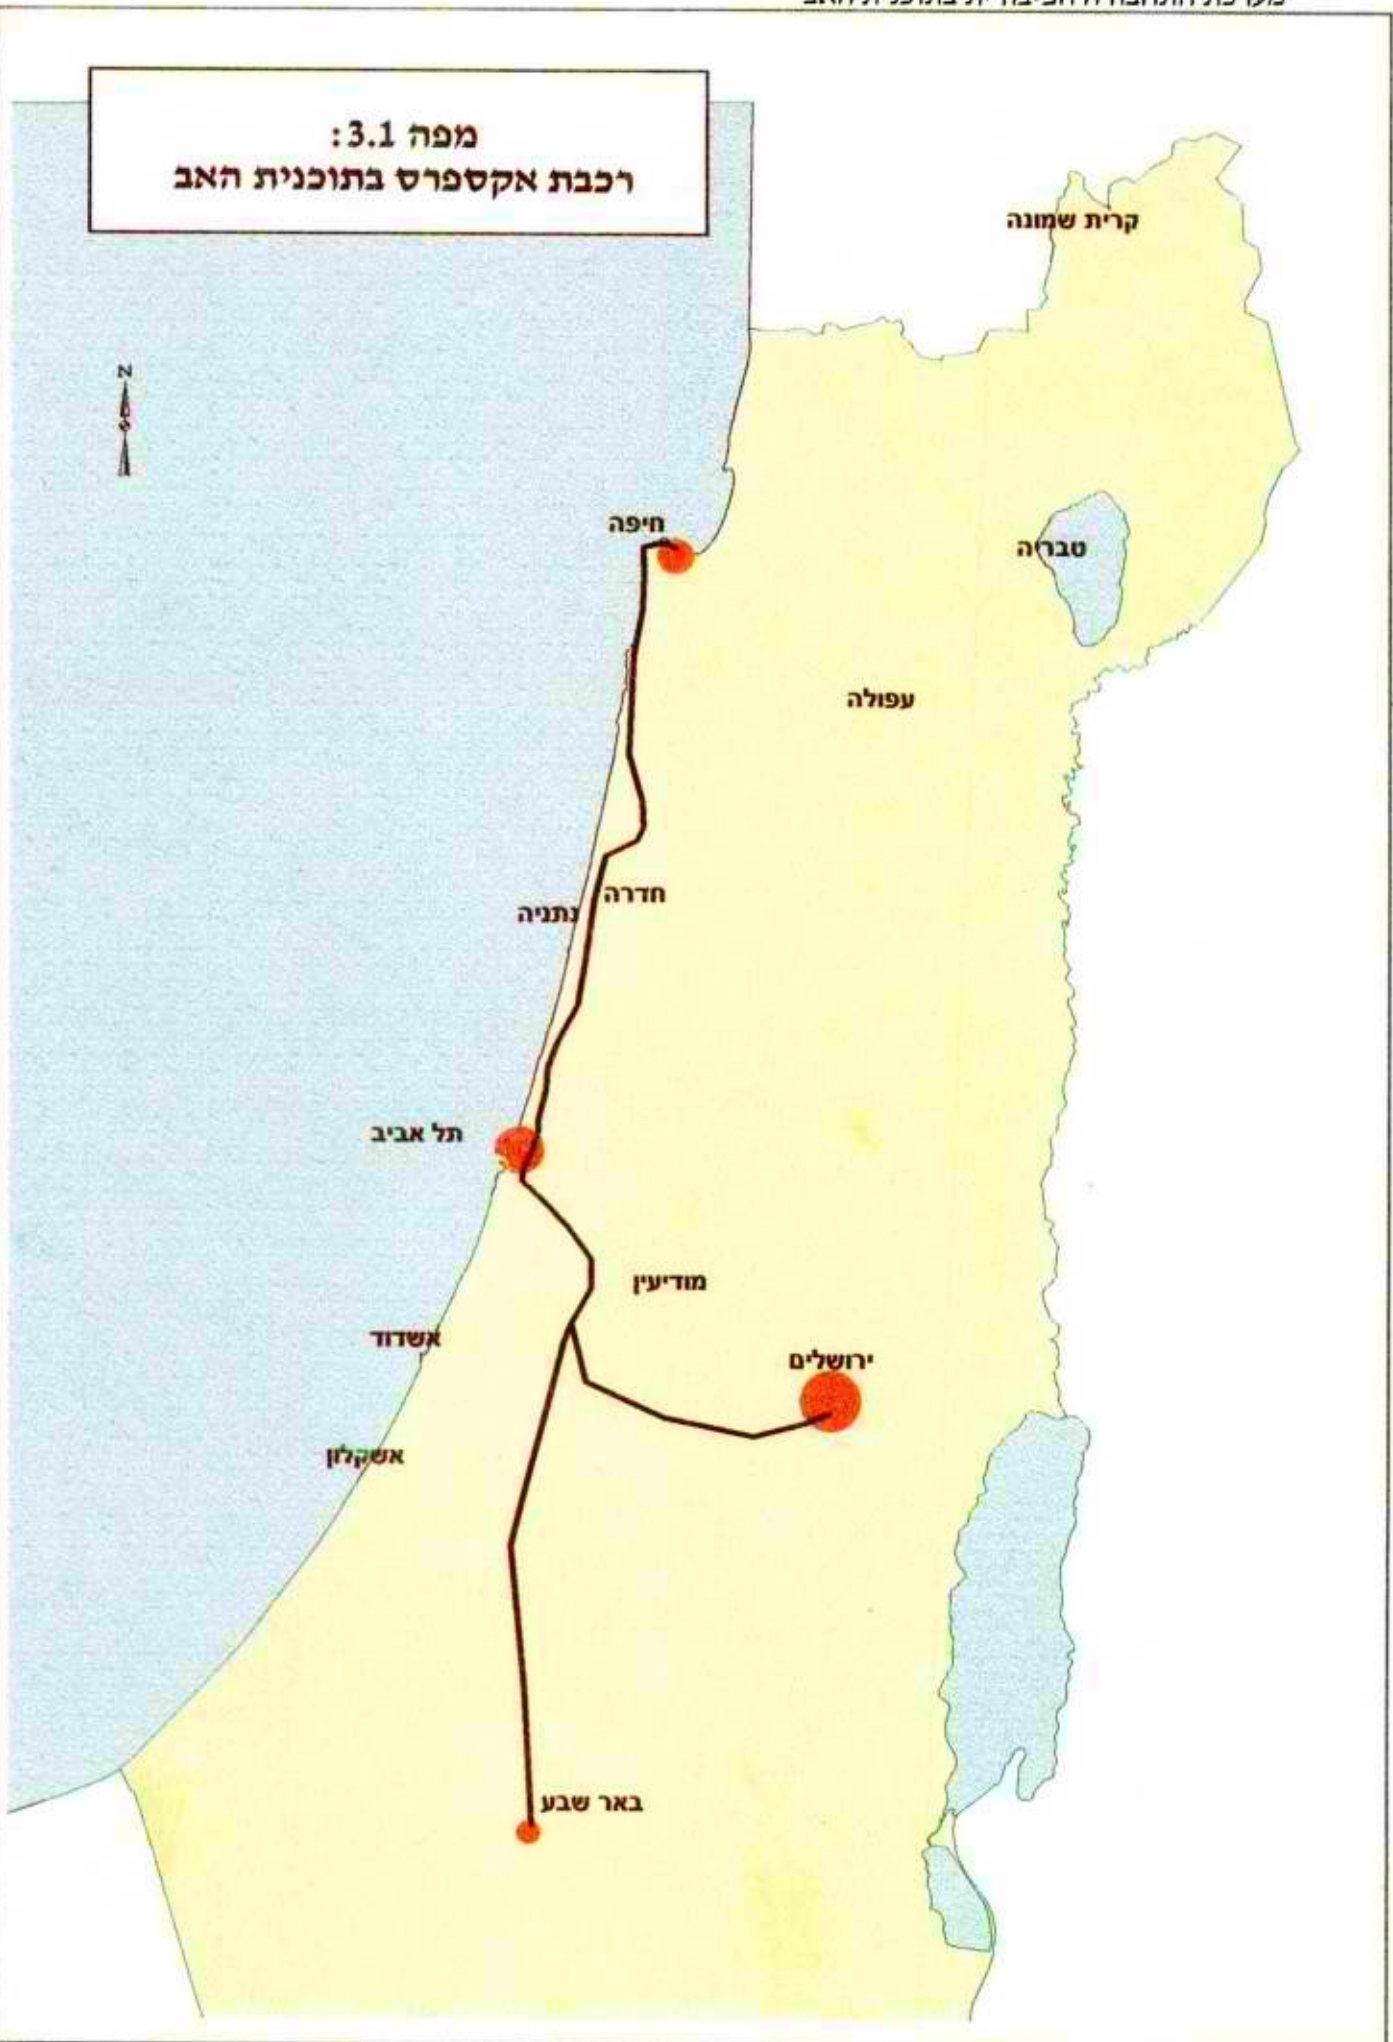 מפה 3.1:
רכבת אקספרס בתוכנית האב
קרית שמונה
N
חיפה
טבריה
עפולה
חדרה
נתניה
תל אביב
מודיעין
אשדוד
ירושלים
אשקלון
באר שבע